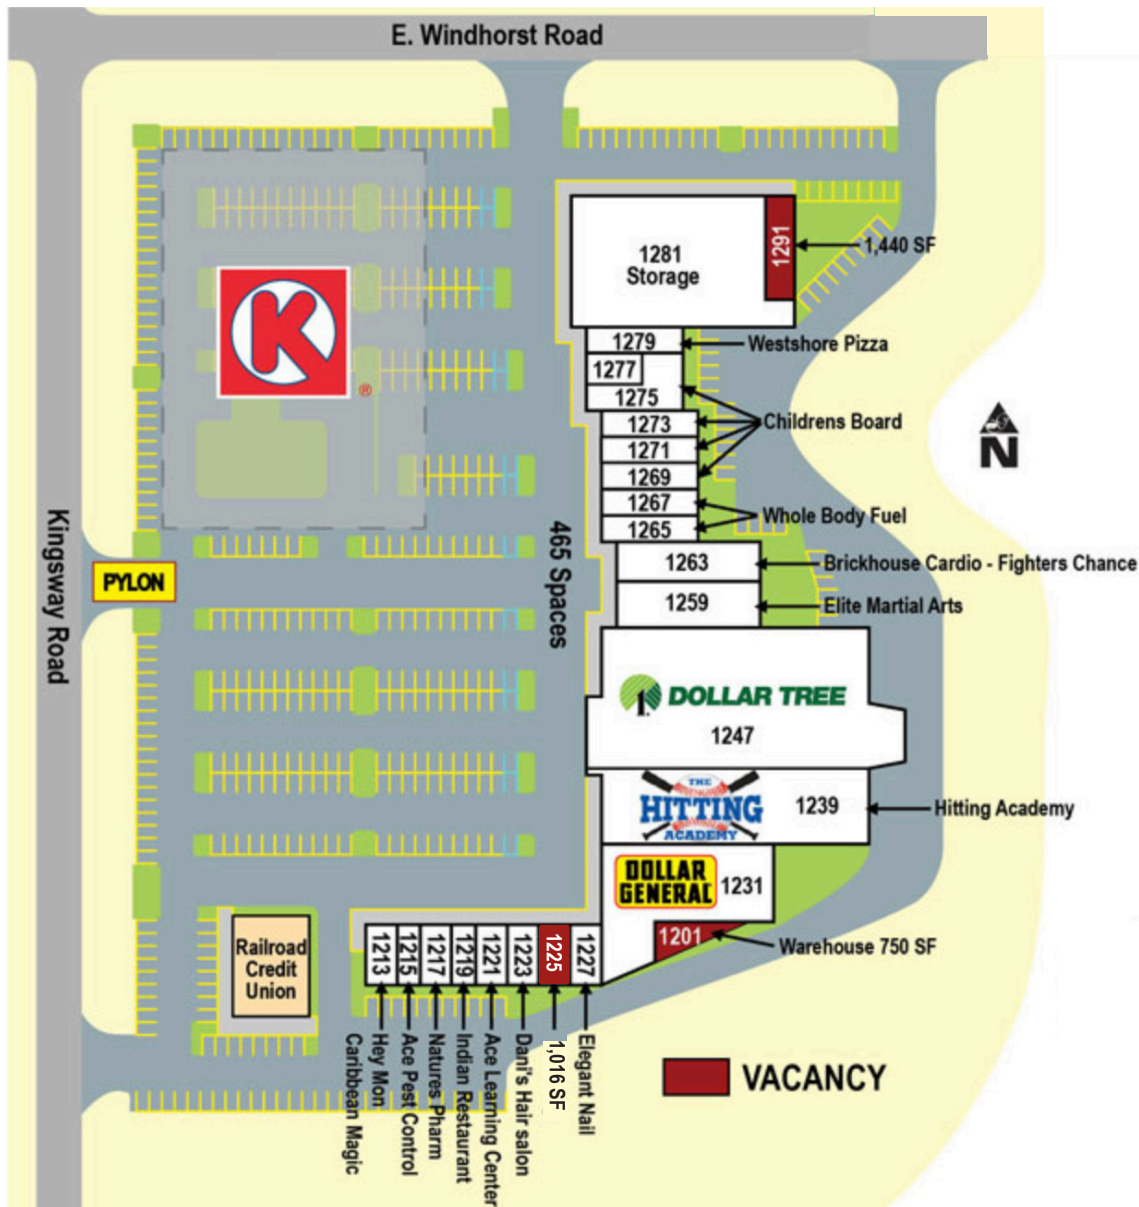 E. Windhorst Road
1281
Storage
1291
1,440 SF
K
®
1279
Westshore Pizza
1277
1275
1273
Childrens Board
1271
1269
1267
Whole Body Fuel
1265
N
Kingsway Road
PYLON
465 Spaces
1263
Brickhouse Cardio - Fighters Chance
1259
Elite Martial Arts
1.
DOLLAR TREE
1247
THE
HITTING
ACADEMY
1239
Hitting Academy
DOLLAR
GENERAL
1231
1201
Warehouse 750 SF
Railroad
Credit
Union
1213
1215
1217
1219
1221
1223
1225
1227
Hey Mon
Caribbean Magic
Ace Pest Control
Natures Pharm
Indian Restaurant
Ace Learning Center
Dani's Hair salon
1,016 SF
Elegant Nail
VACANCY